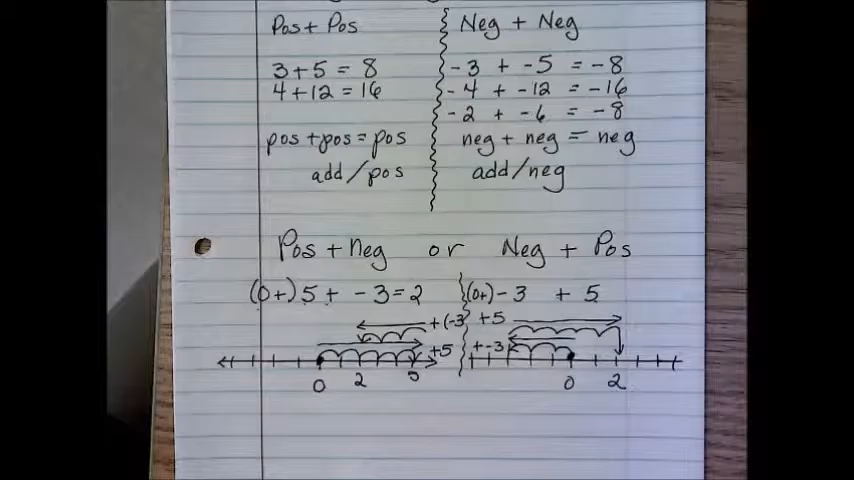 Pos + Pos
3 + 5 = 8
4 + 12 = 16
pos + pos = pos
add/pos
Neg + Neg
-3 + -5 = -8
-4 + -12 = -16
-2 + -6 = -8
neg + neg = neg
add/neg
Pos + neg or Neg + Pos
(0+) 5 + -3 = 2
+(-3
+5
0 2 5
(0+) -3 + 5
+5
+-3
0 2